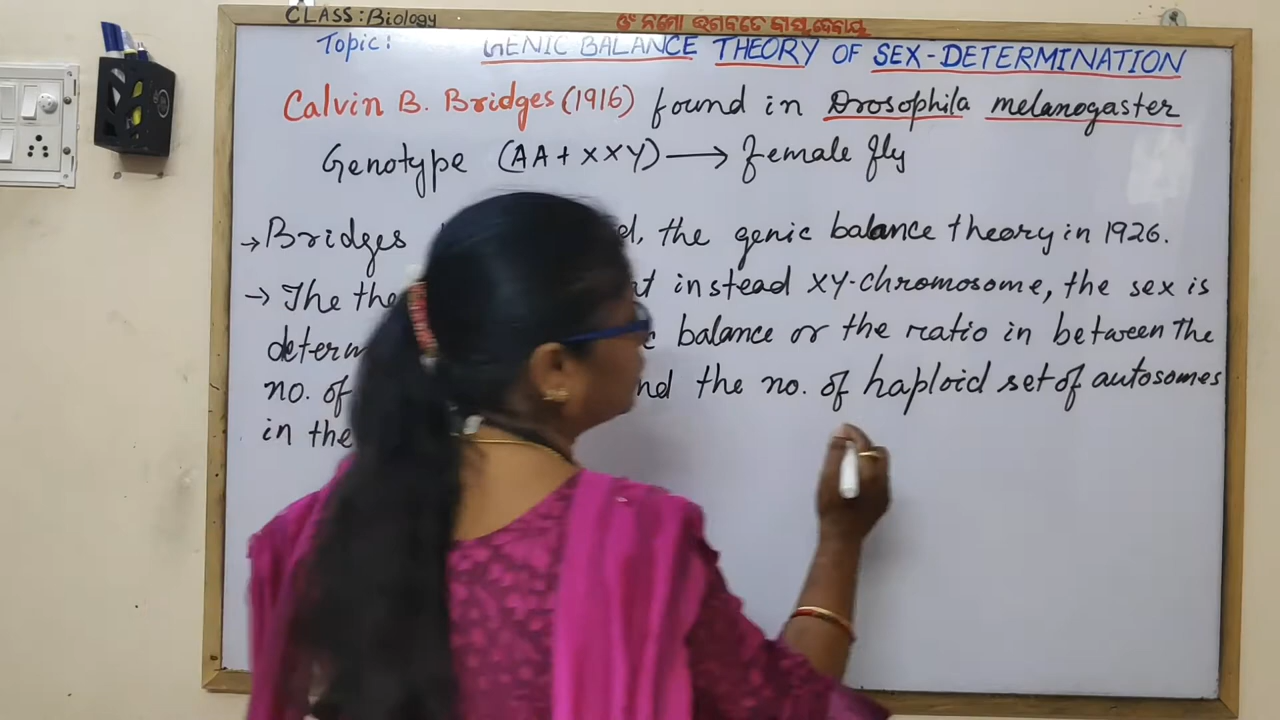 CLASS: Biology
ଓଁ ନମୋ ଭଗବତେ ବାସୁଦେବାୟ
Topic: GENIC BALANCE THEORY OF SEX-DETERMINATION
Calvin B. Bridges (1916) found in Drosophila melanogaster
Genotype (AA + XXY) → female fly
→ Bridges the genic balance theory in 1926.
→ The instead XY-chromosome, the sex is
balance or the ratio in between the
no. of the no. of haploid set of autosomes
in the